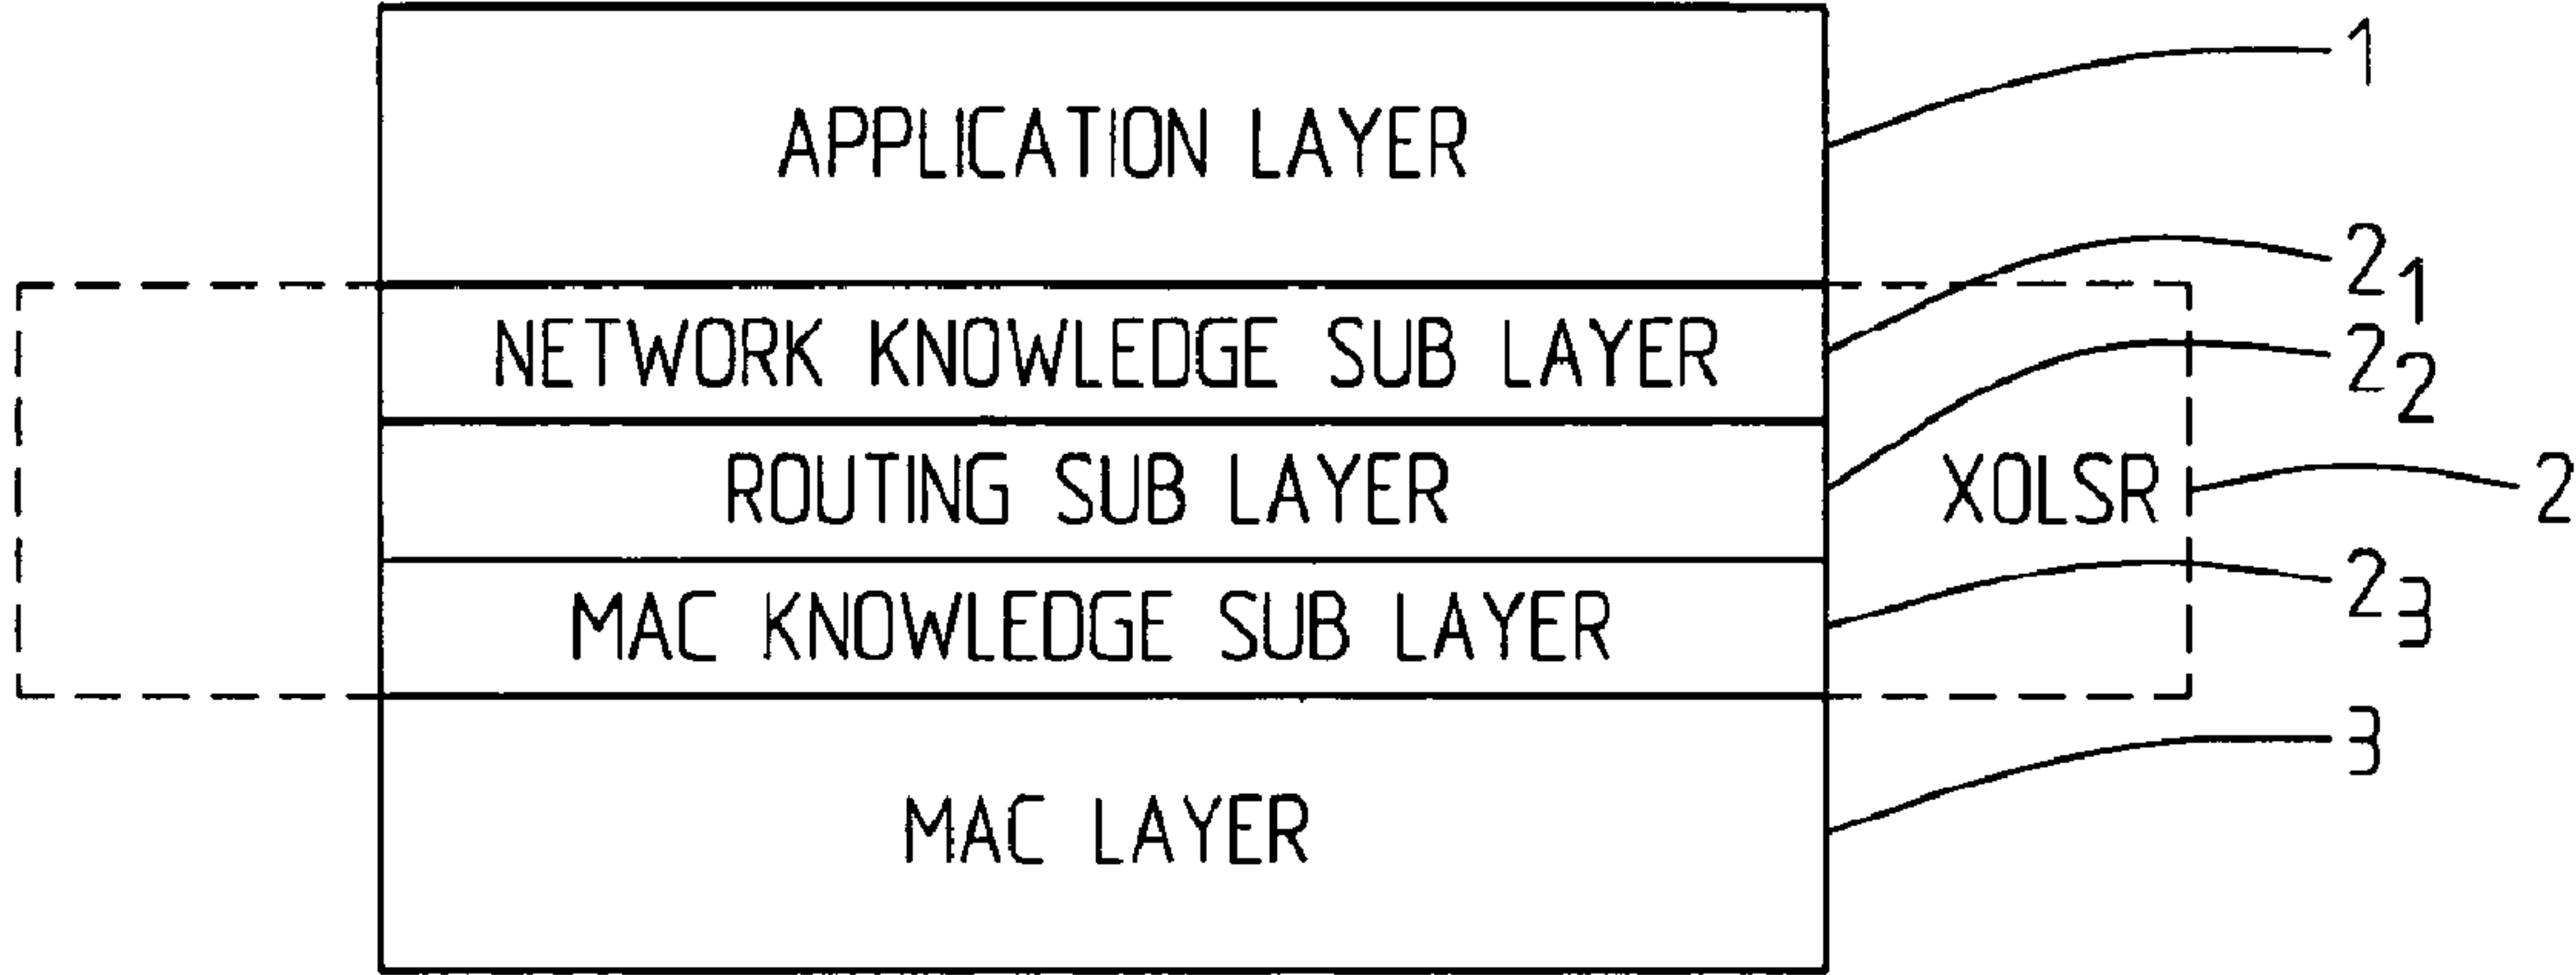 1
APPLICATION LAYER
2₁
NETWORK KNOWLEDGE SUB LAYER
2₂
ROUTING SUB LAYER XOLSR 2
2₃
MAC KNOWLEDGE SUB LAYER
3
MAC LAYER